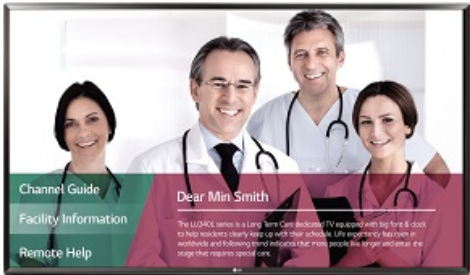 Channel Guide
Facility Information
Remote Help
Dear Min Smith
The LU340L series is a Long Term Care dedicated TV equipped with big font & clock
to help residents clearly keep up with their schedule. Life expectancy has risen in
worldwide and following trend indicates that more people live longer and enter the
stage that requires special care.
LG